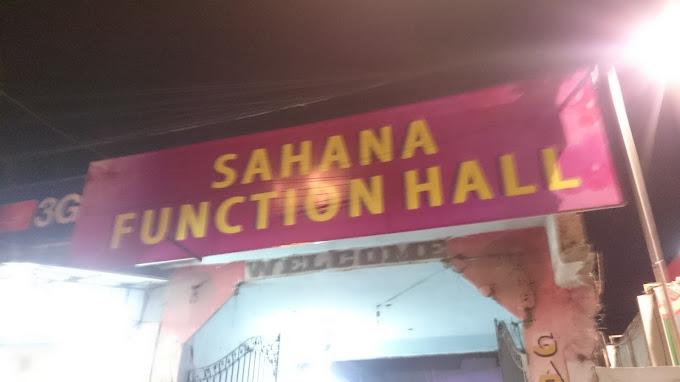 SAHANA
FUNCTION HALL
3G
WELCOME